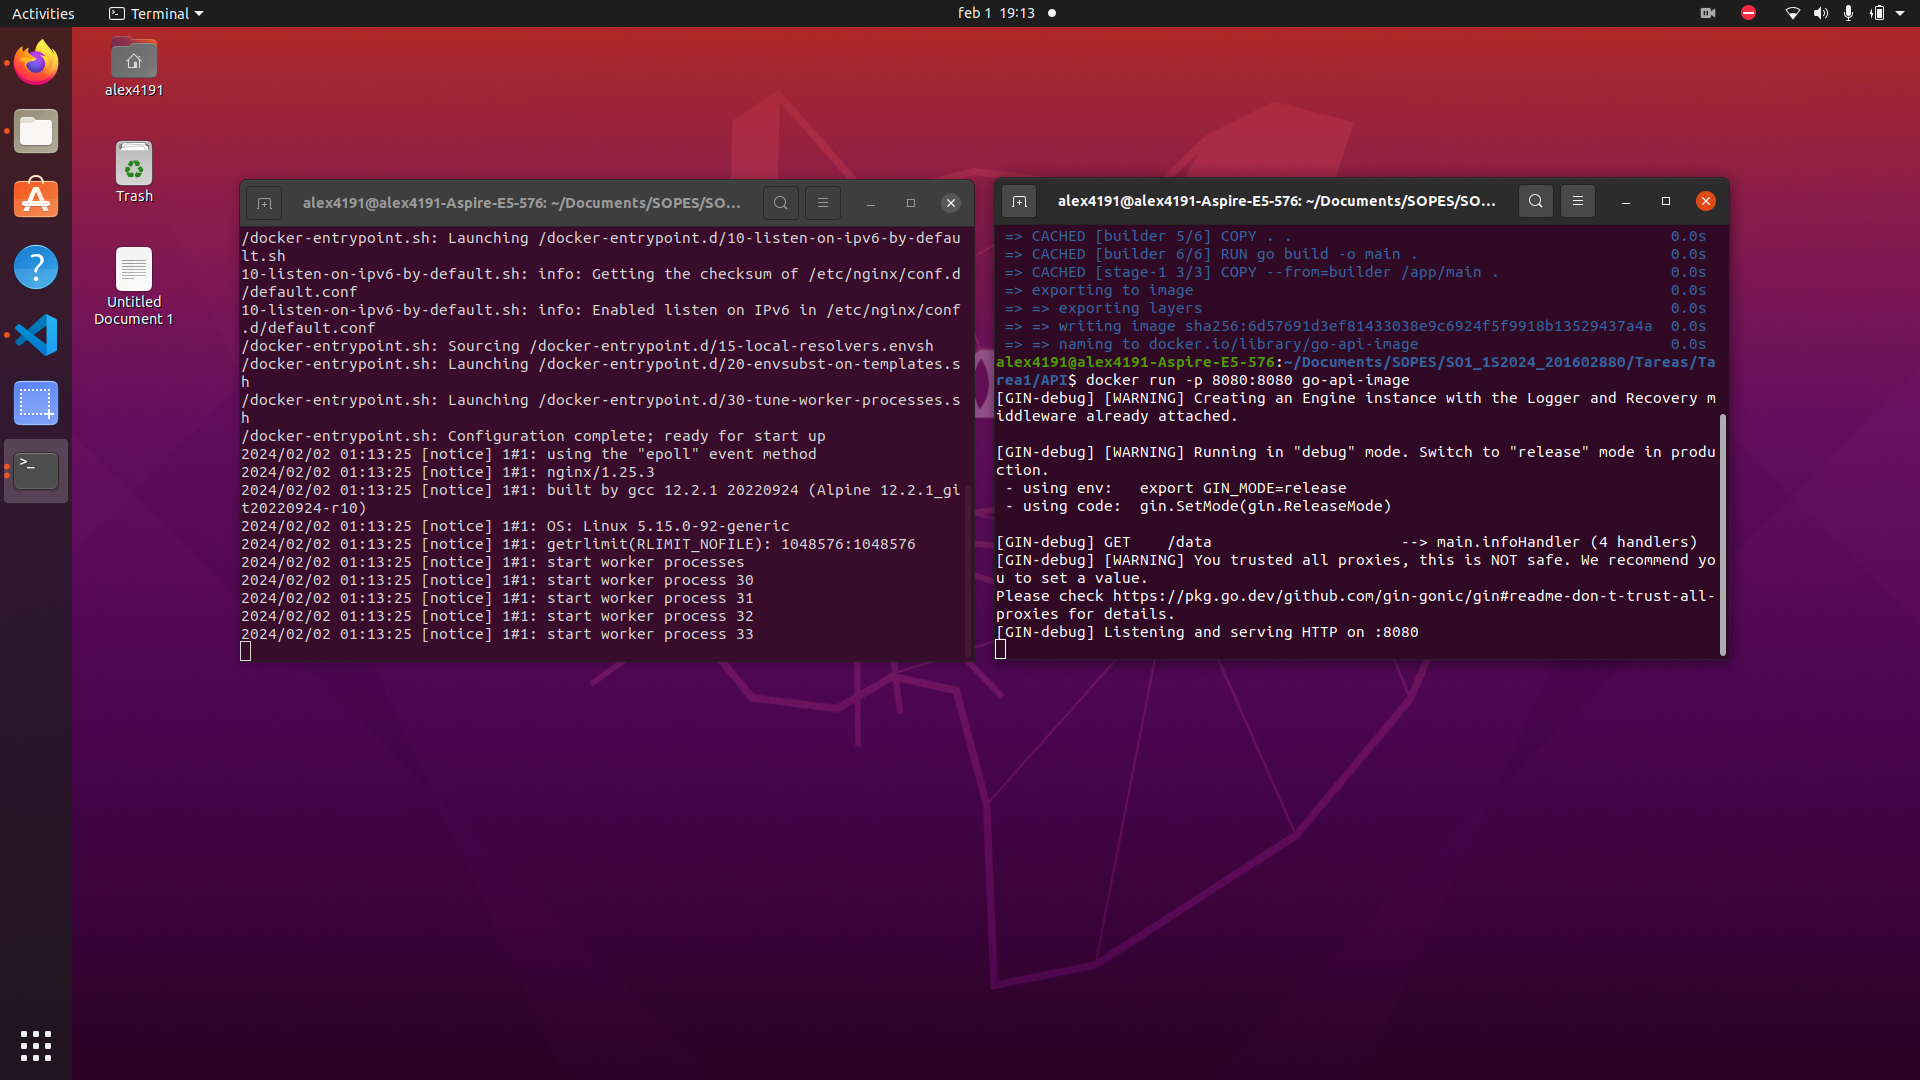 Activities
Terminal
feb 1 19:13
alex4191
Trash
Untitled
Document 1
alex4191@alex4191-Aspire-E5-576: ~/Documents/SOPES/SO...
/docker-entrypoint.sh: Launching /docker-entrypoint.d/10-listen-on-ipv6-by-defau
lt.sh
10-listen-on-ipv6-by-default.sh: info: Getting the checksum of /etc/nginx/conf.d
/default.conf
10-listen-on-ipv6-by-default.sh: info: Enabled listen on IPv6 in /etc/nginx/conf
.d/default.conf
/docker-entrypoint.sh: Sourcing /docker-entrypoint.d/15-local-resolvers.envsh
/docker-entrypoint.sh: Launching /docker-entrypoint.d/20-envsubst-on-templates.s
h
/docker-entrypoint.sh: Launching /docker-entrypoint.d/30-tune-worker-processes.s
h
/docker-entrypoint.sh: Configuration complete; ready for start up
2024/02/02 01:13:25 [notice] 1#1: using the "epoll" event method
2024/02/02 01:13:25 [notice] 1#1: nginx/1.25.3
2024/02/02 01:13:25 [notice] 1#1: built by gcc 12.2.1 20220924 (Alpine 12.2.1_gi
t20220924-r10)
2024/02/02 01:13:25 [notice] 1#1: OS: Linux 5.15.0-92-generic
2024/02/02 01:13:25 [notice] 1#1: getrlimit(RLIMIT_NOFILE): 1048576:1048576
2024/02/02 01:13:25 [notice] 1#1: start worker processes
2024/02/02 01:13:25 [notice] 1#1: start worker process 30
2024/02/02 01:13:25 [notice] 1#1: start worker process 31
2024/02/02 01:13:25 [notice] 1#1: start worker process 32
2024/02/02 01:13:25 [notice] 1#1: start worker process 33
alex4191@alex4191-Aspire-E5-576: ~/Documents/SOPES/SO...
=> CACHED [builder 5/6] COPY . . 0.0s
=> CACHED [builder 6/6] RUN go build -o main . 0.0s
=> CACHED [stage-1 3/3] COPY --from=builder /app/main . 0.0s
=> exporting to image 0.0s
=> => exporting layers 0.0s
=> => writing image sha256:6d57691d3ef81433038e9c6924f5f9918b13529437a4a 0.0s
=> => naming to docker.io/library/go-api-image 0.0s
alex4191@alex4191-Aspire-E5-576:~/Documents/SOPES/SO1_1S2024_201602880/Tareas/Ta
rea1/API$ docker run -p 8080:8080 go-api-image
[GIN-debug] [WARNING] Creating an Engine instance with the Logger and Recovery m
iddleware already attached.
[GIN-debug] [WARNING] Running in "debug" mode. Switch to "release" mode in produ
ction.
- using env: export GIN_MODE=release
- using code: gin.SetMode(gin.ReleaseMode)
[GIN-debug] GET /data --> main.infoHandler (4 handlers)
[GIN-debug] [WARNING] You trusted all proxies, this is NOT safe. We recommend yo
u to set a value.
Please check https://pkg.go.dev/github.com/gin-gonic/gin#readme-don-t-trust-all-
proxies for details.
[GIN-debug] Listening and serving HTTP on :8080